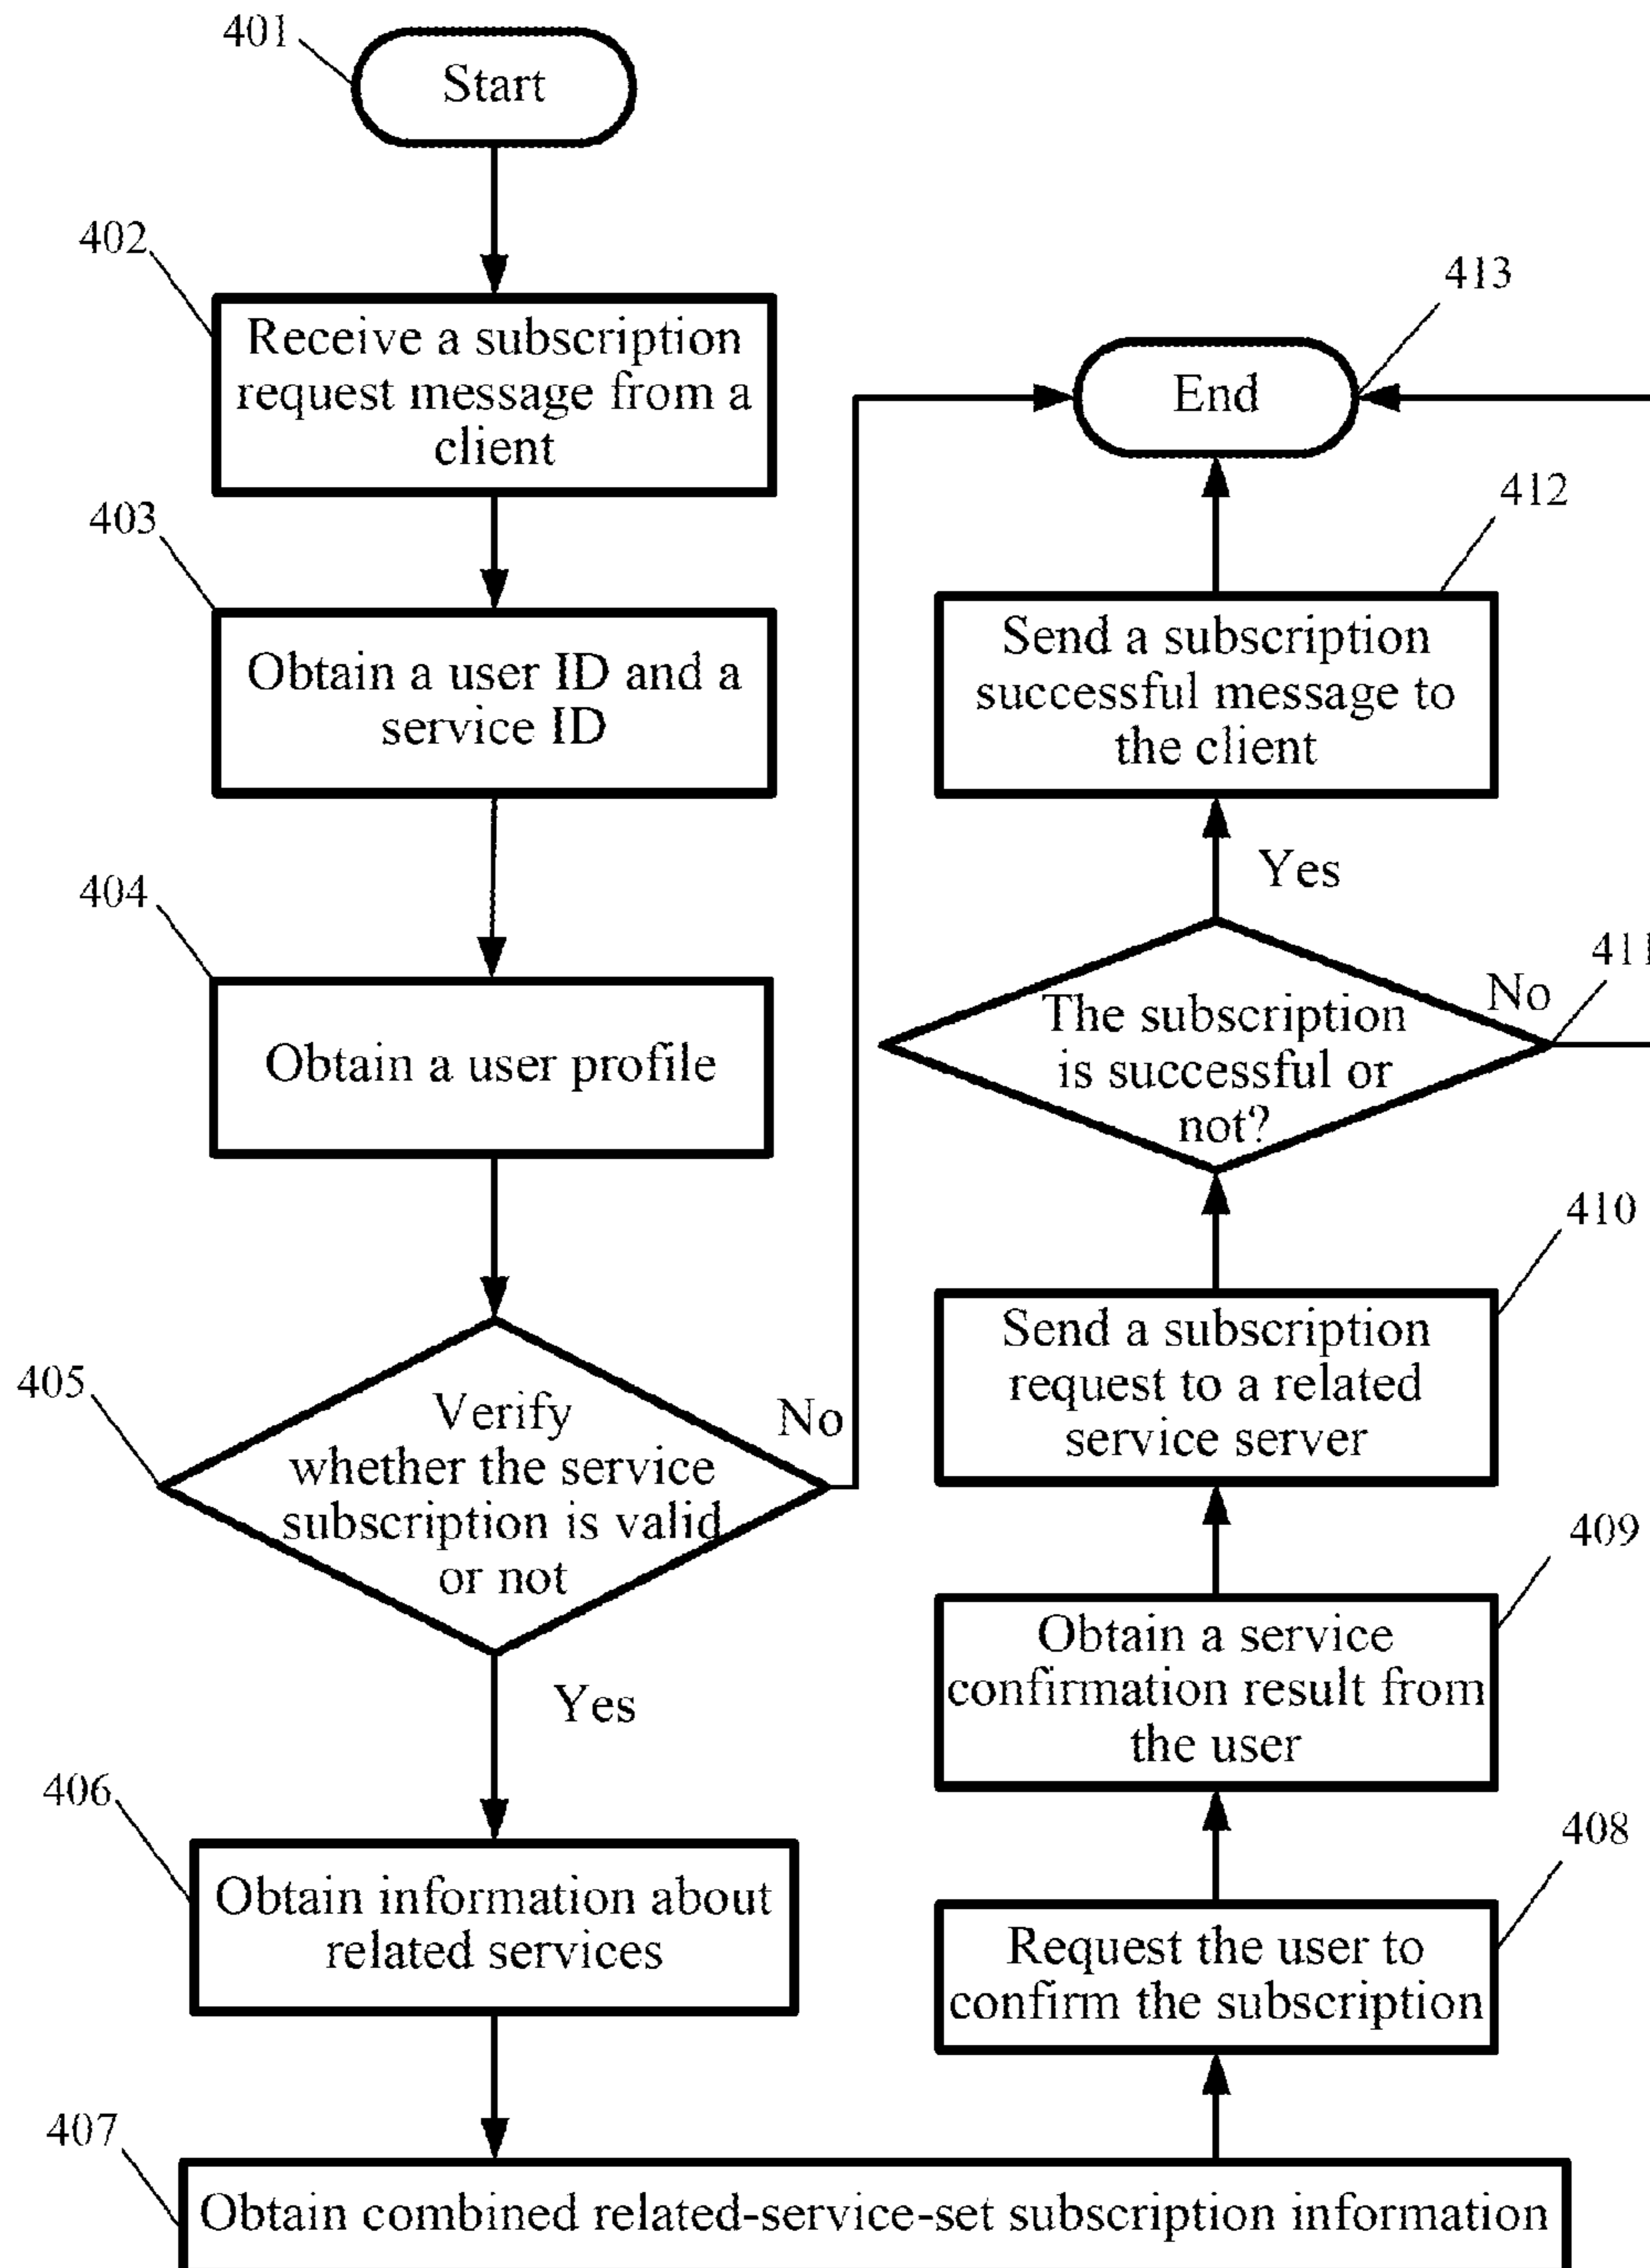 401
Start
402
Receive a subscription
request message from a
client
403
Obtain a user ID and a
service ID
404
Obtain a user profile
405
Verify
whether the service
subscription is valid
or not
No
Yes
406
Obtain information about
related services
407
Obtain combined related-service-set subscription information
408
Request the user to
confirm the subscription
409
Obtain a service
confirmation result from
the user
410
Send a subscription
request to a related
service server
411
The subscription
is successful or
not?
No
Yes
412
Send a subscription
successful message to
the client
413
End